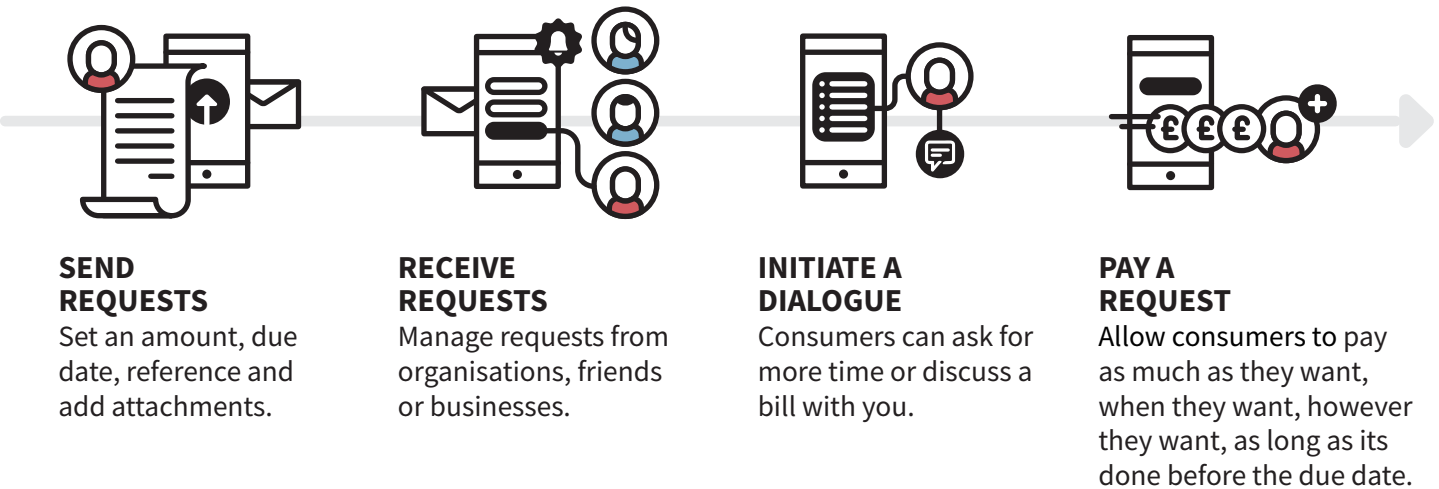 SEND
REQUESTS
Set an amount, due
date, reference and
add attachments.
RECEIVE
REQUESTS
Manage requests from
organisations, friends
or businesses.
INITIATE A
DIALOGUE
Consumers can ask for
more time or discuss a
bill with you.
£ £ £
PAY A
REQUEST
Allow consumers to pay
as much as they want,
when they want, however
they want, as long as its
done before the due date.